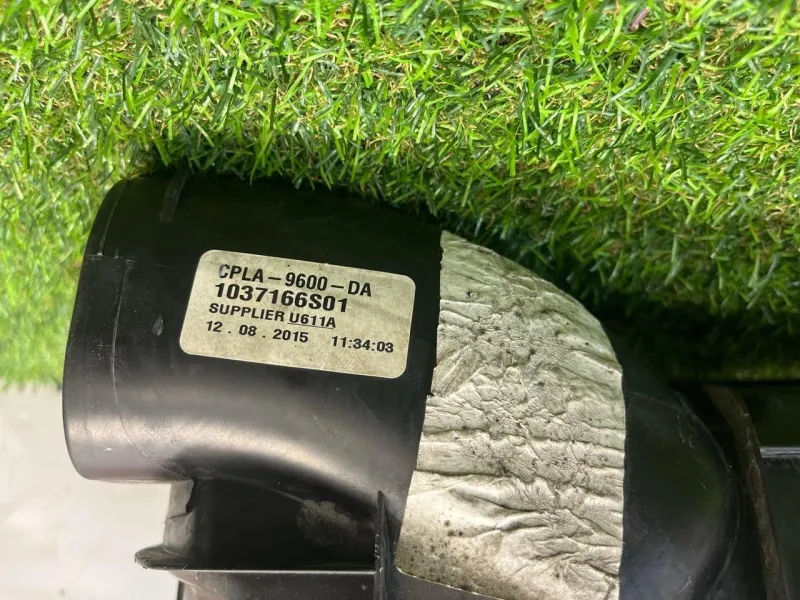 CPLA-9600-DA
1037166S01
SUPPLIER U611A
12 . 08 . 2015 11:34:03